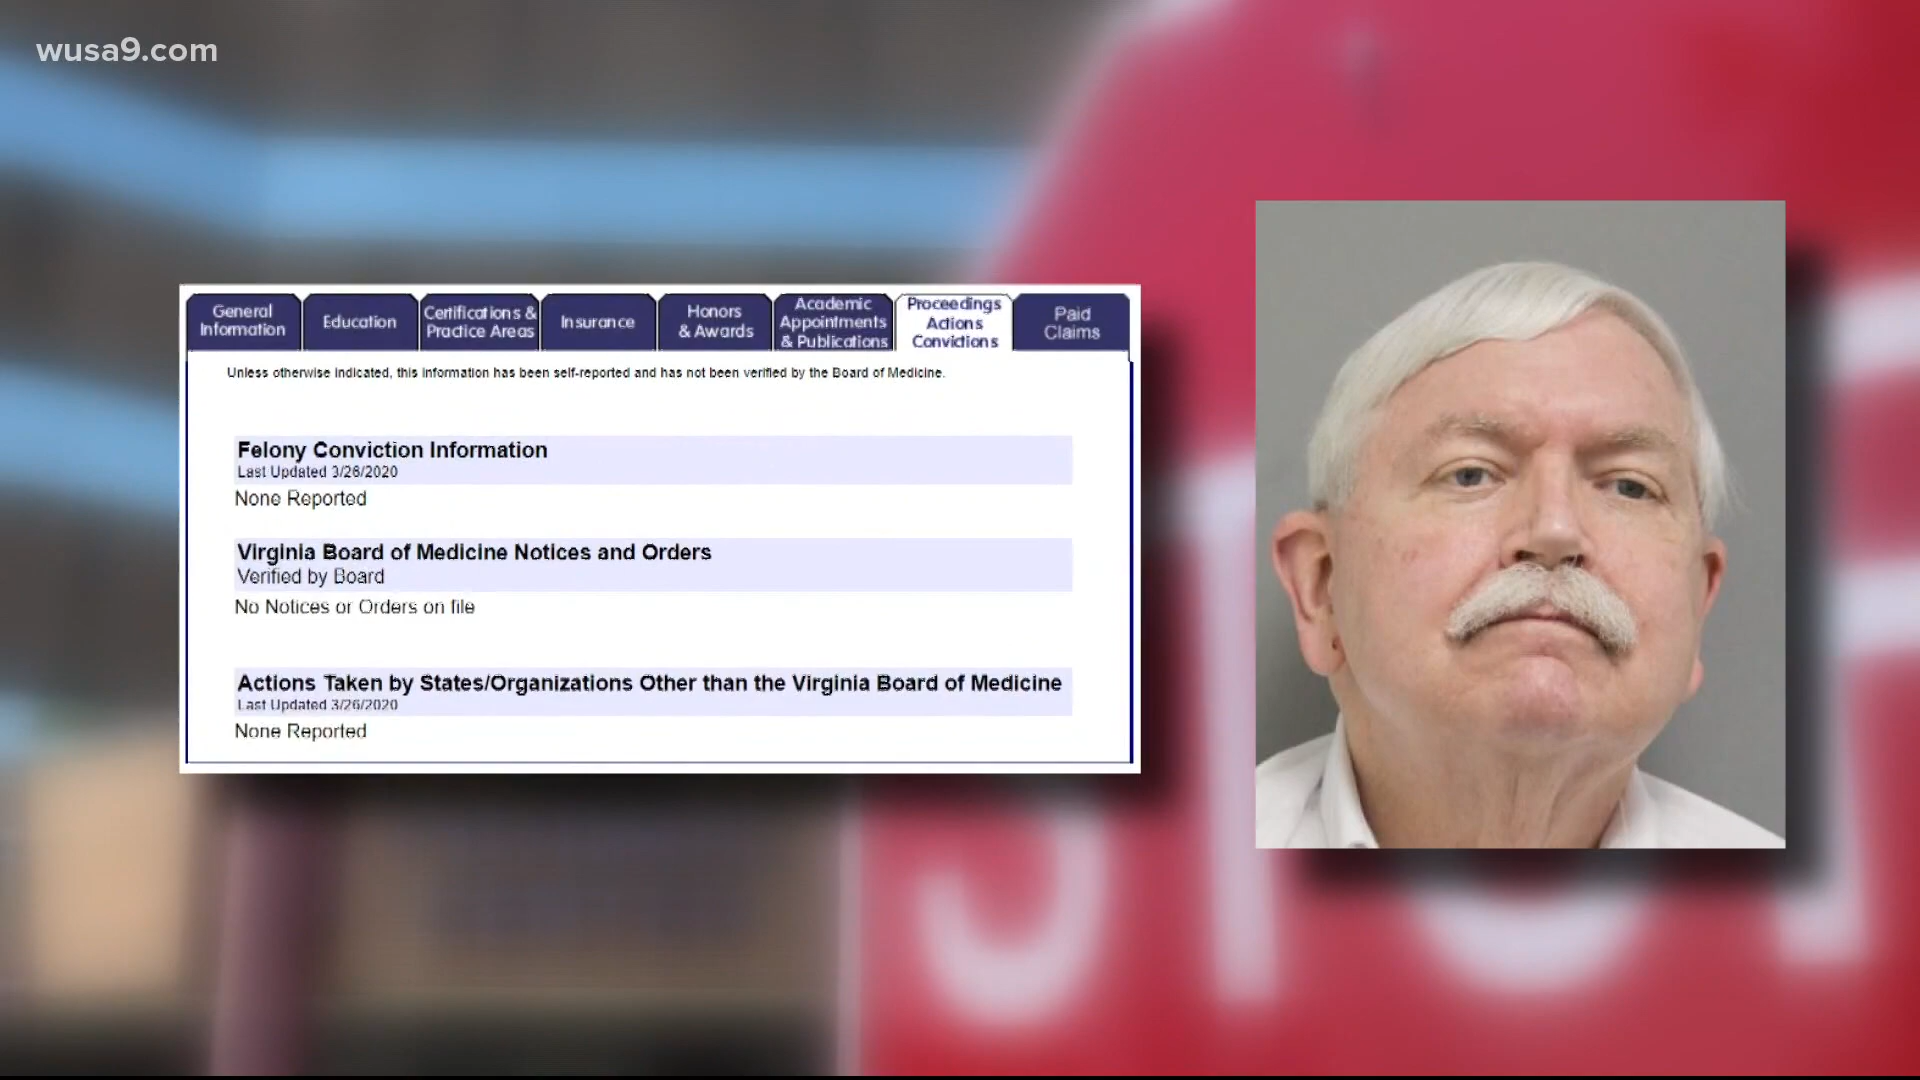 wusa9.com
General
Information
Education
Certifications &
Practice Areas
Insurance
Honors
& Awards
Academic
Appointments
& Publications
Proceedings
Actions
Convictions
Paid
Claims
Unless otherwise indicated, this information has been self-reported and has not been verified by the Board of Medicine.
Felony Conviction Information
Last Updated 3/26/2020
None Reported
Virginia Board of Medicine Notices and Orders
Verified by Board
No Notices or Orders on file
Actions Taken by States/Organizations Other than the Virginia Board of Medicine
Last Updated 3/26/2020
None Reported